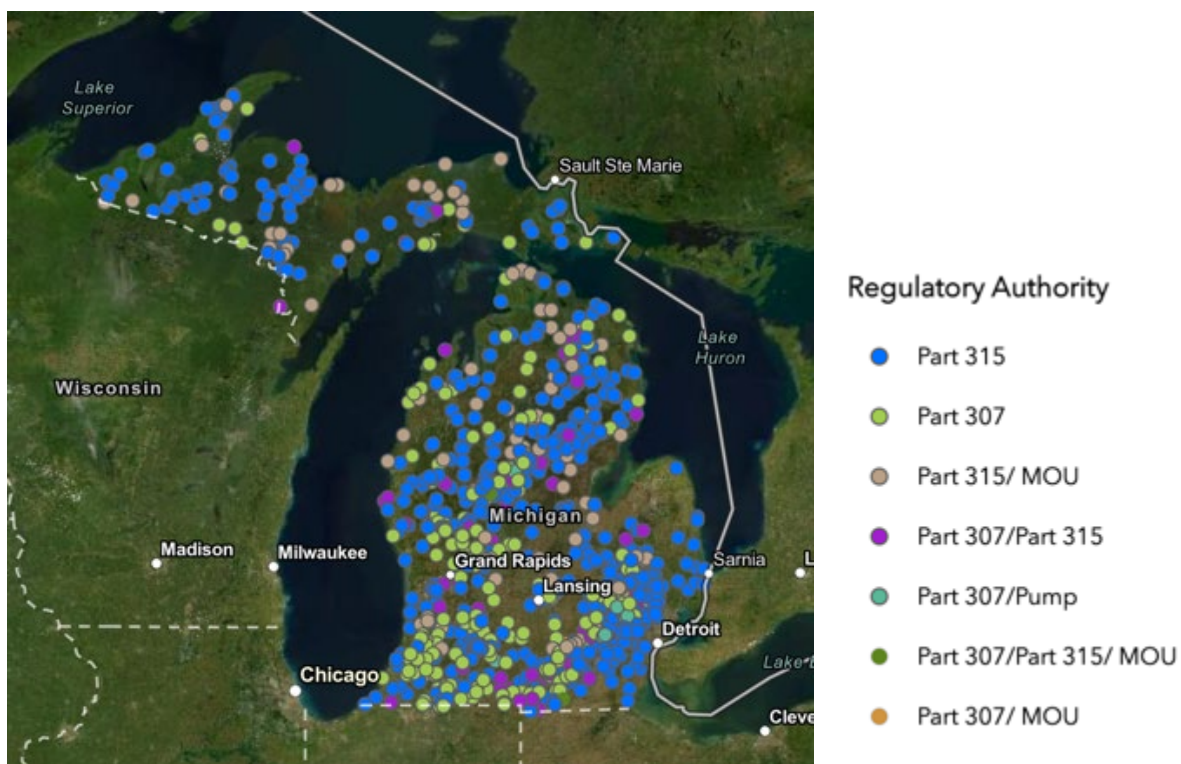 Lake
Superior
Sault Ste Marie
Lake
Huron
Wisconsin
Michigan
Madison
Milwaukee
Grand Rapids
Sarnia
L
Lansing
Detroit
Lake
Chicago
Cleve
Regulatory Authority
Part 315
Part 307
Part 315/ MOU
Part 307/Part 315
Part 307/Pump
Part 307/Part 315/ MOU
Part 307/ MOU